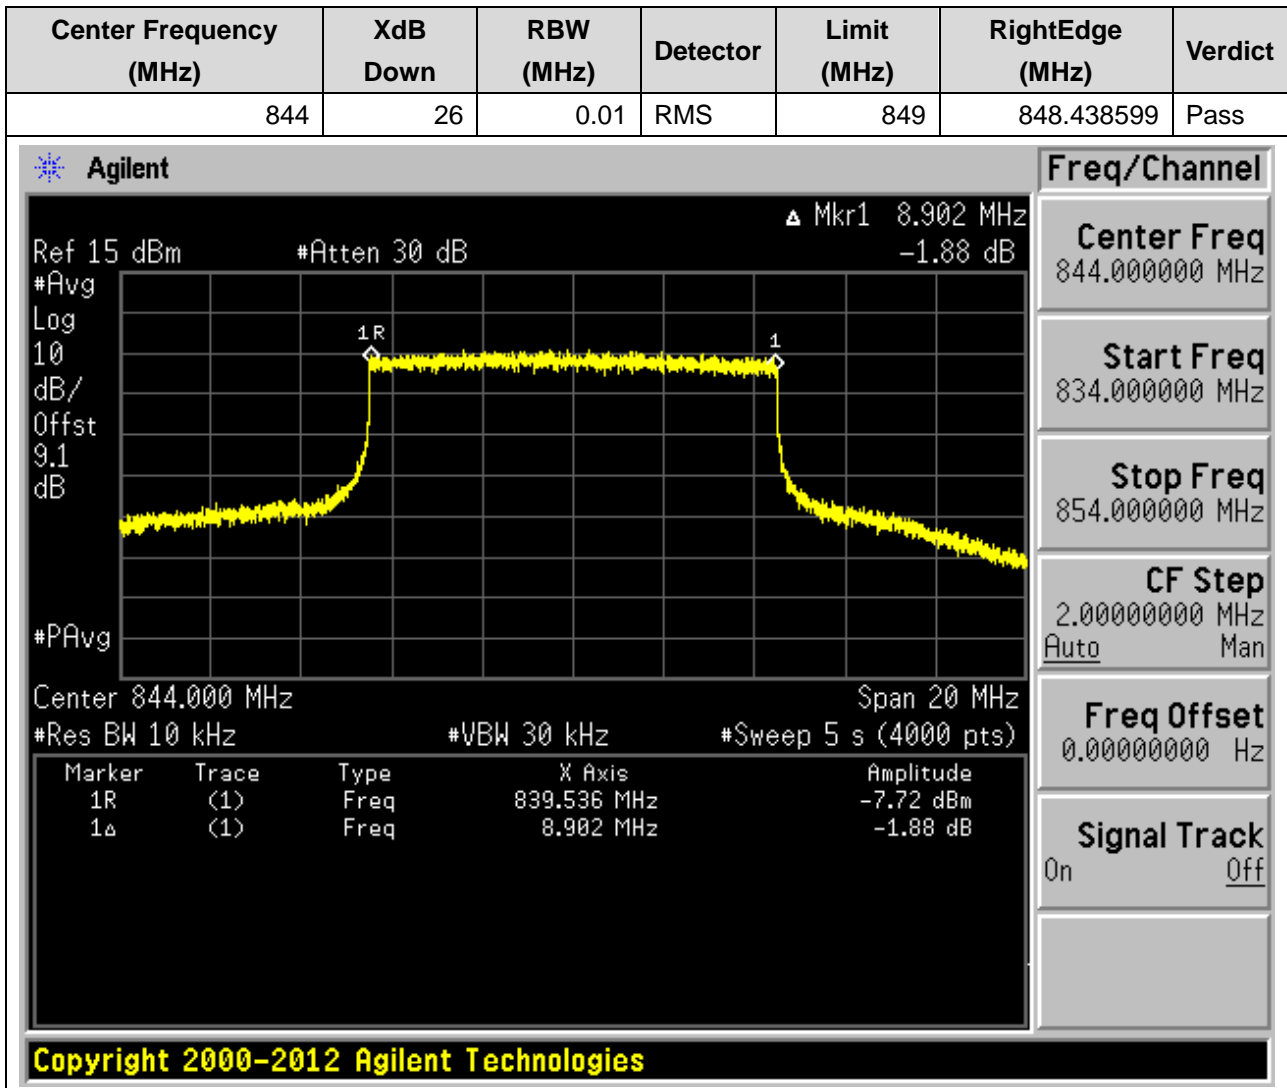 Center Frequency (MHz) XdB Down RBW (MHz) Detector Limit (MHz) RightEdge (MHz) Verdict
844 26 0.01 RMS 849 848.438599 Pass
Agilent
Freq/Channel
Δ Mkr1 8.902 MHz
Ref 15 dBm #Atten 30 dB -1.88 dB
#Avg
Log
10
dB/
Offst
9.1
dB
#PAvg
1R
1
Center 844.000 MHz Span 20 MHz
#Res BW 10 kHz #VBW 30 kHz #Sweep 5 s (4000 pts)
Marker Trace Type X Axis Amplitude
1R (1) Freq 839.536 MHz -7.72 dBm
1Δ (1) Freq 8.902 MHz -1.88 dB
Center Freq
844.000000 MHz
Start Freq
834.000000 MHz
Stop Freq
854.000000 MHz
CF Step
2.00000000 MHz
Auto Man
Freq Offset
0.00000000 Hz
Signal Track
On Off
Copyright 2000-2012 Agilent Technologies